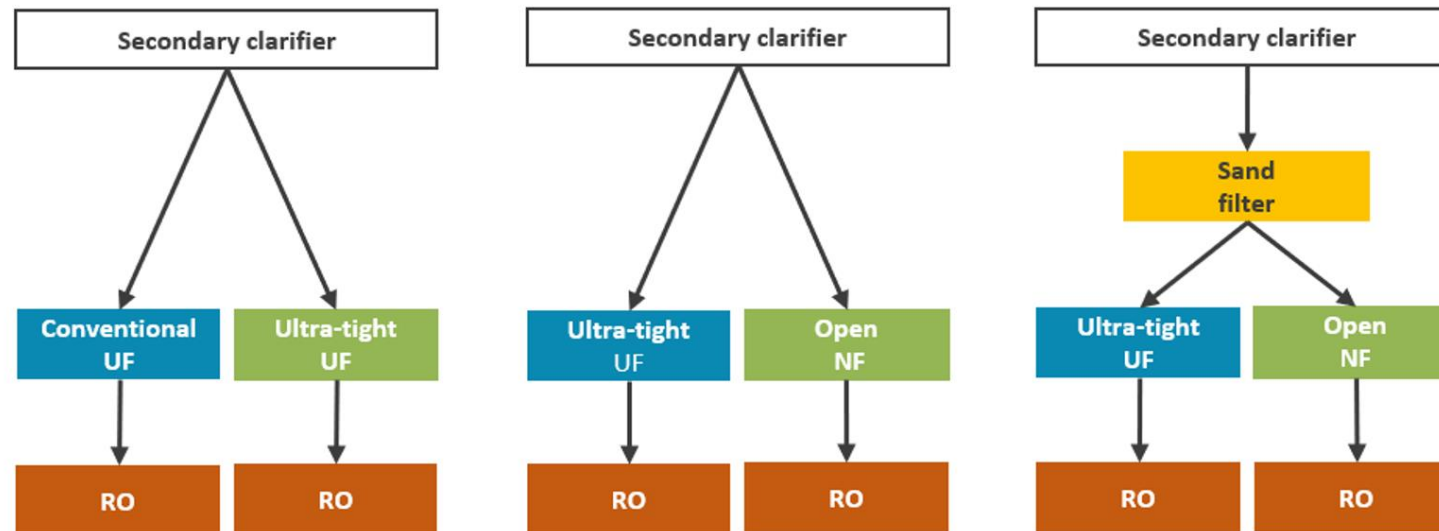 Secondary clarifier
Conventional
UF
Ultra-tight
UF
RO
RO
Secondary clarifier
Ultra-tight
UF
Open
NF
RO
RO
Secondary clarifier
Sand
filter
Ultra-tight
UF
Open
NF
RO
RO